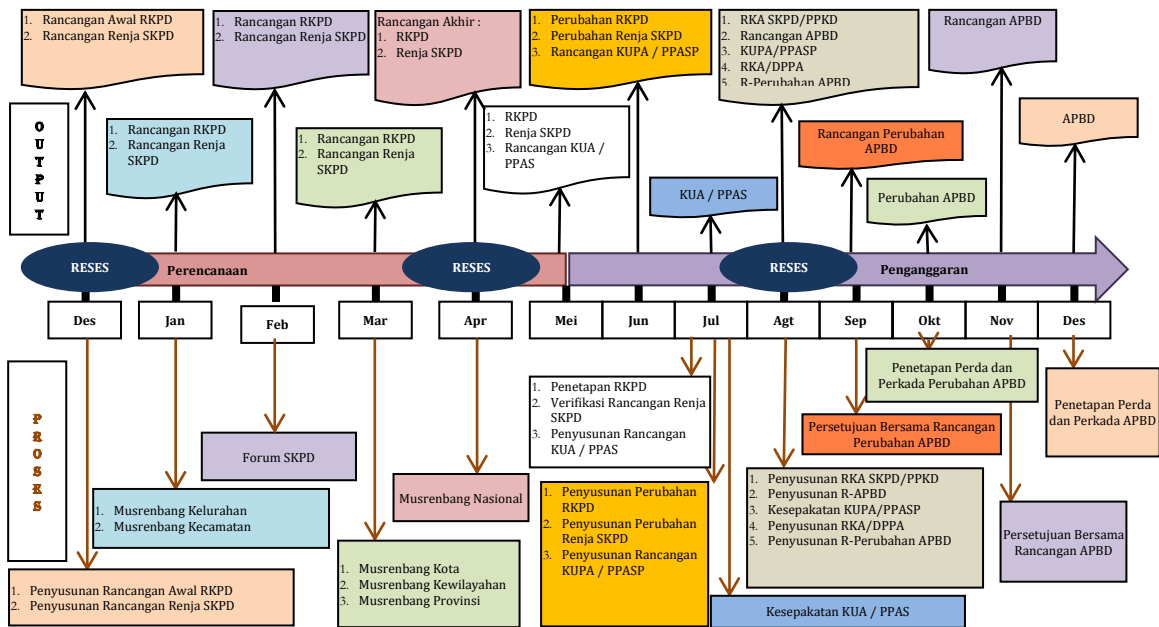 1. Rancangan Awal RKPD
2. Rancangan Renja SKPD
1. Rancangan RKPD
2. Rancangan Renja SKPD
Rancangan Akhir :
1. RKPD
2. Renja SKPD
1. Perubahan RKPD
2. Perubahan Renja SKPD
3. Rancangan KUPA / PPASP
1. RKA SKPD/PPKD
2. Rancangan APBD
3. KUPA/PPASP
4. RKA/DPPA
5. R-Perubahan APBD
Rancangan APBD
OUTPUT
1. Rancangan RKPD
2. Rancangan Renja
SKPD
1. Rancangan RKPD
2. Rancangan Renja
SKPD
1. RKPD
2. Renja SKPD
3. Rancangan KUA /
PPAS
KUA / PPAS
Rancangan Perubahan
APBD
Perubahan APBD
APBD
RESES
Perencanaan
RESES
RESES
Penganggaran
Des
Jan
Feb
Mar
Apr
Mei
Jun
Jul
Agt
Sep
Okt
Nov
Des
PROSES
1. Penyusunan Rancangan Awal RKPD
2. Penyusunan Rancangan Renja SKPD
1. Musrenbang Kelurahan
2. Musrenbang Kecamatan
Forum SKPD
1. Musrenbang Kota
2. Musrenbang Kewilayahan
3. Musrenbang Provinsi
Musrenbang Nasional
1. Penetapan RKPD
2. Verifikasi Rancangan Renja
SKPD
3. Penyusunan Rancangan
KUA / PPAS
1. Penyusunan Perubahan
RKPD
2. Penyusunan Perubahan
Renja SKPD
3. Penyusunan Rancangan
KUPA / PPASP
Kesepakatan KUA / PPAS
1. Penyusunan RKA SKPD/PPKD
2. Penyusunan R-APBD
3. Kesepakatan KUPA/PPASP
4. Penyusunan RKA/DPPA
5. Penyusunan R-Perubahan APBD
Persetujuan Bersama Rancangan
Perubahan APBD
Penetapan Perda dan
Perkada Perubahan APBD
Persetujuan Bersama
Rancangan APBD
Penetapan Perda
dan Perkada APBD